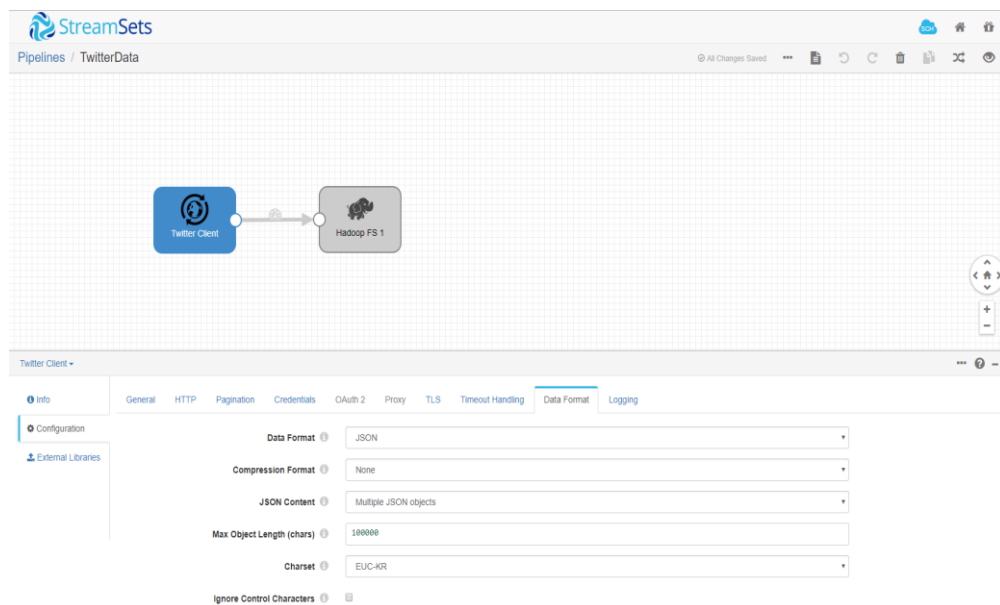 StreamSets
SCH
Pipelines / TwitterData
All Changes Saved
Twitter Client
Hadoop FS 1
Twitter Client
Info
General HTTP Pagination Credentials OAuth 2 Proxy TLS Timeout Handling Data Format Logging
Configuration
External Libraries
Data Format JSON
Compression Format None
JSON Content Multiple JSON objects
Max Object Length (chars) 100000
Charset EUC-KR
Ignore Control Characters